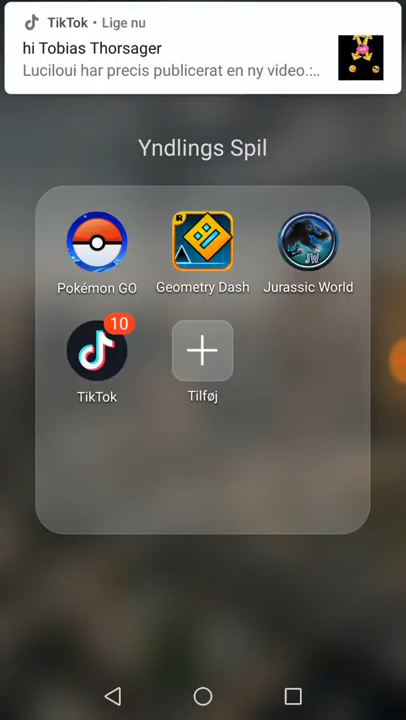 TikTok • Lige nu
hi Tobias Thorsager
Luciloui har precis publicerat en ny video.:..
Yndlings Spil
R
JW
Pokémon GO
Geometry Dash
Jurassic World
10
TikTok
Tilføj